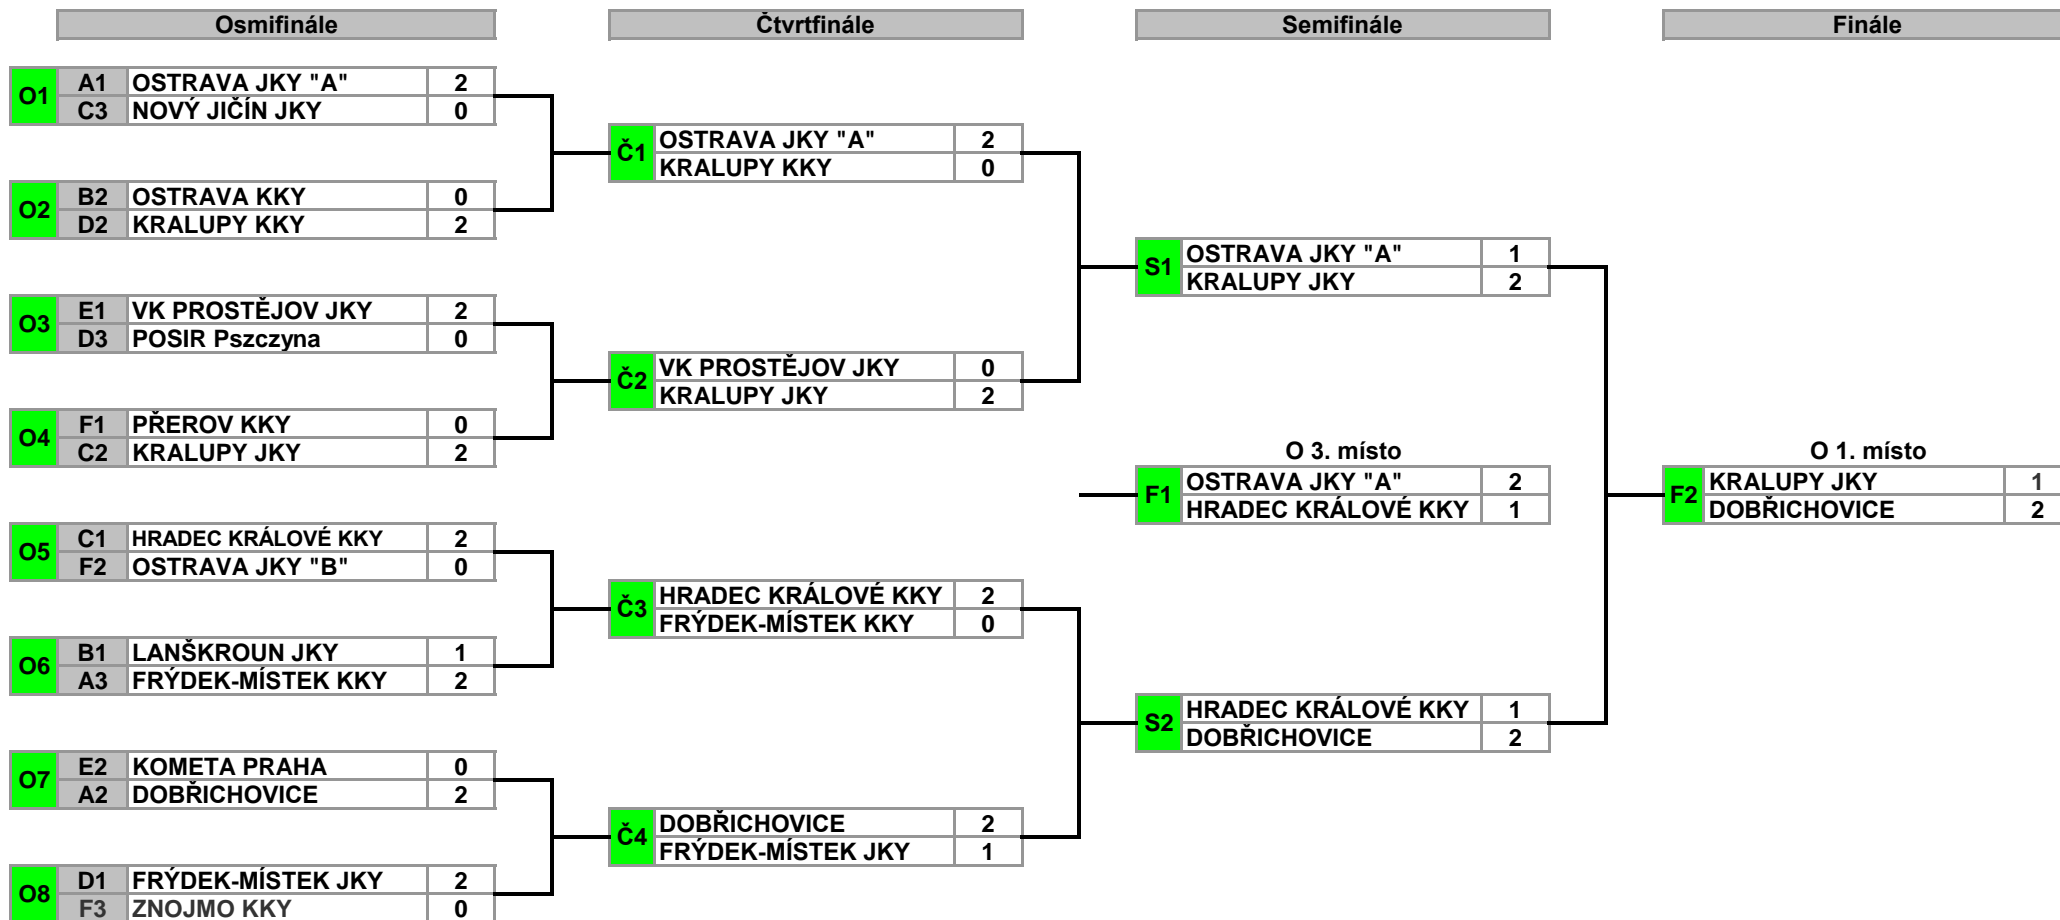 Osmifinále Čtvrtfinále Semifinále Finále
O1 A1 OSTRAVA JKY "A" 2
C3 NOVÝ JIČÍN JKY 0
O2 B2 OSTRAVA KKY 0
D2 KRALUPY KKY 2
O3 E1 VK PROSTĚJOV JKY 2
D3 POSIR Pszczyna 0
O4 F1 PŘEROV KKY 0
C2 KRALUPY JKY 2
O5 C1 HRADEC KRÁLOVÉ KKY 2
F2 OSTRAVA JKY "B" 0
O6 B1 LANŠKROUN JKY 1
A3 FRÝDEK-MÍSTEK KKY 2
O7 E2 KOMETA PRAHA 0
A2 DOBŘICHOVICE 2
O8 D1 FRÝDEK-MÍSTEK JKY 2
F3 ZNOJMO KKY 0
Č1 OSTRAVA JKY "A" 2
KRALUPY KKY 0
Č2 VK PROSTĚJOV JKY 0
KRALUPY JKY 2
Č3 HRADEC KRÁLOVÉ KKY 2
FRÝDEK-MÍSTEK KKY 0
Č4 DOBŘICHOVICE 2
FRÝDEK-MÍSTEK JKY 1
S1 OSTRAVA JKY "A" 1
KRALUPY JKY 2
O 3. místo
F1 OSTRAVA JKY "A" 2
HRADEC KRÁLOVÉ KKY 1
S2 HRADEC KRÁLOVÉ KKY 1
DOBŘICHOVICE 2
O 1. místo
F2 KRALUPY JKY 1
DOBŘICHOVICE 2